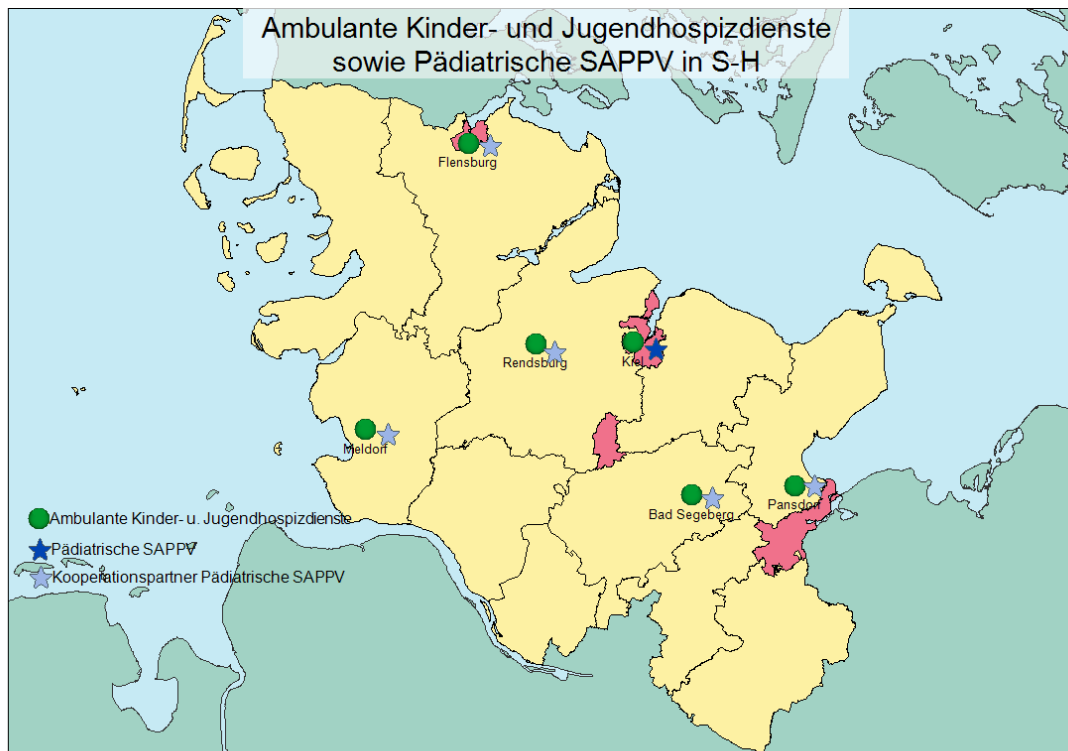 Ambulante Kinder- und Jugendhospizdienste
sowie Pädiatrische SAPPV in S-H
Flensburg
Rendsburg
Kiel
Meldorf
Bad Segeberg
Pansdorf
Ambulante Kinder- u. Jugendhospizdienste
Pädiatrische SAPPV
Kooperationspartner Pädiatrische SAPPV